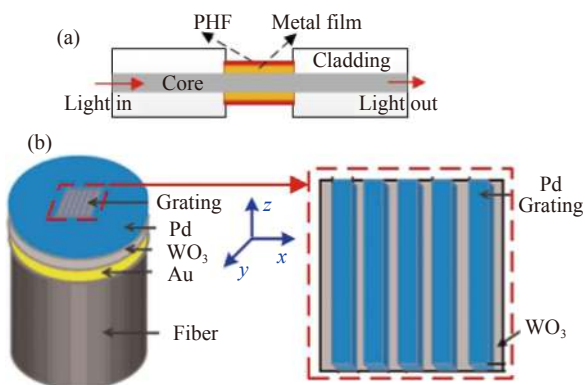 (a)
PHF
Metal film
Cladding
Core
Light in
Light out
(b)
Grating
Pd
WO₃
Au
Fiber
z
x
y
Pd
Grating
WO₃